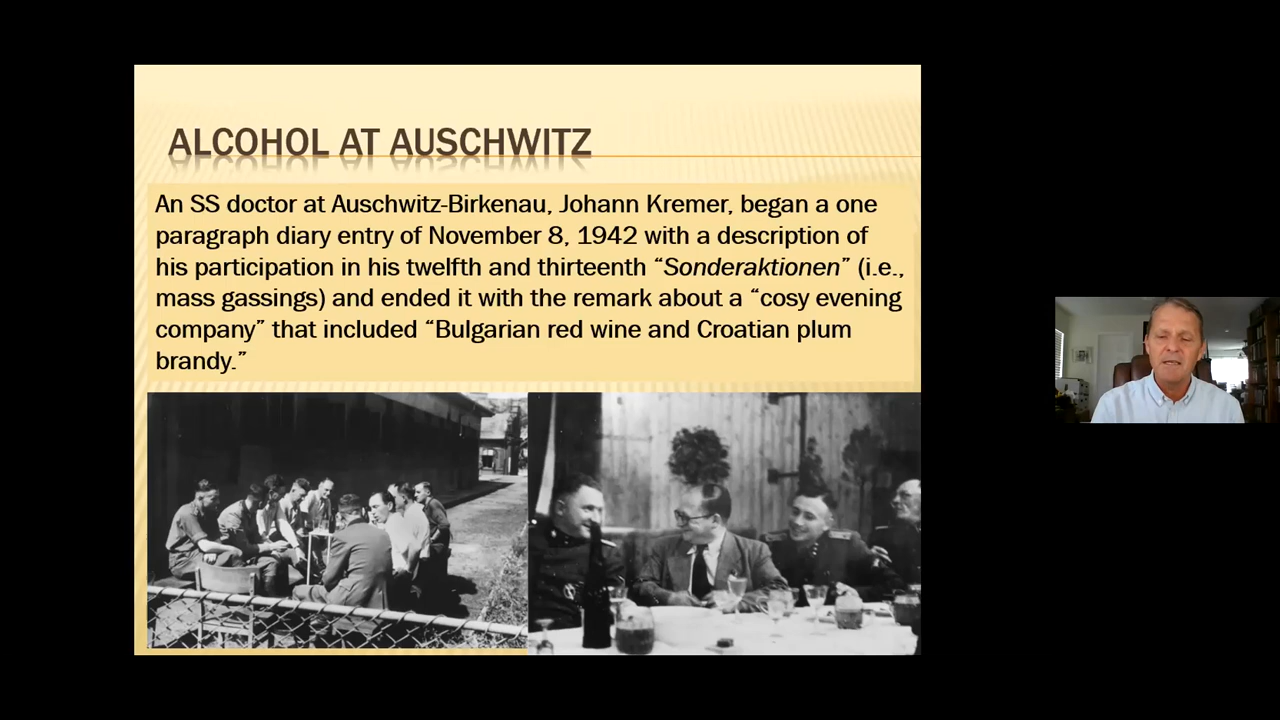 ALCOHOL AT AUSCHWITZ
An SS doctor at Auschwitz-Birkenau, Johann Kremer, began a one
paragraph diary entry of November 8, 1942 with a description of
his participation in his twelfth and thirteenth “Sonderaktionen” (i.e.,
mass gassings) and ended it with the remark about a “cosy evening
company” that included “Bulgarian red wine and Croatian plum
brandy.”